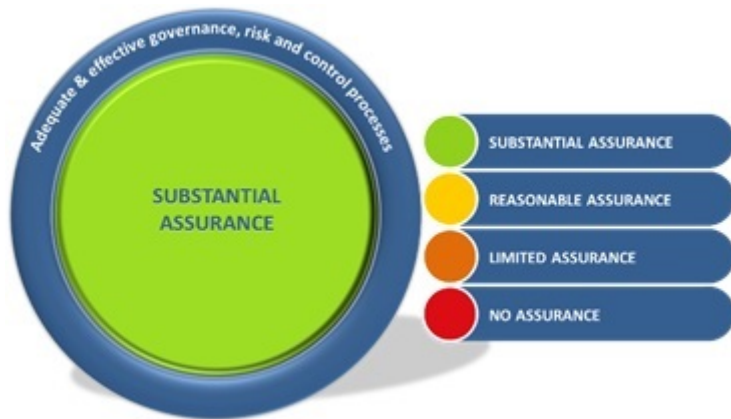 Adequate & effective governance, risk and control processes
SUBSTANTIAL
ASSURANCE
SUBSTANTIAL ASSURANCE
REASONABLE ASSURANCE
LIMITED ASSURANCE
NO ASSURANCE